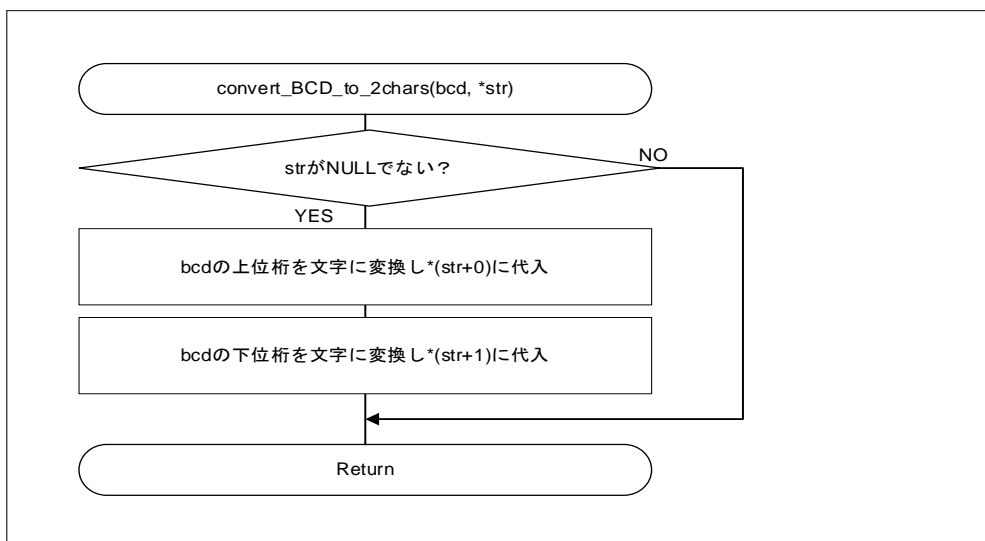 convert_BCD_to_2chars(bcd, *str)
strがNULLでない？
NO
YES
bcdの上位桁を文字に変換し*(str+0)に代入
bcdの下位桁を文字に変換し*(str+1)に代入
Return